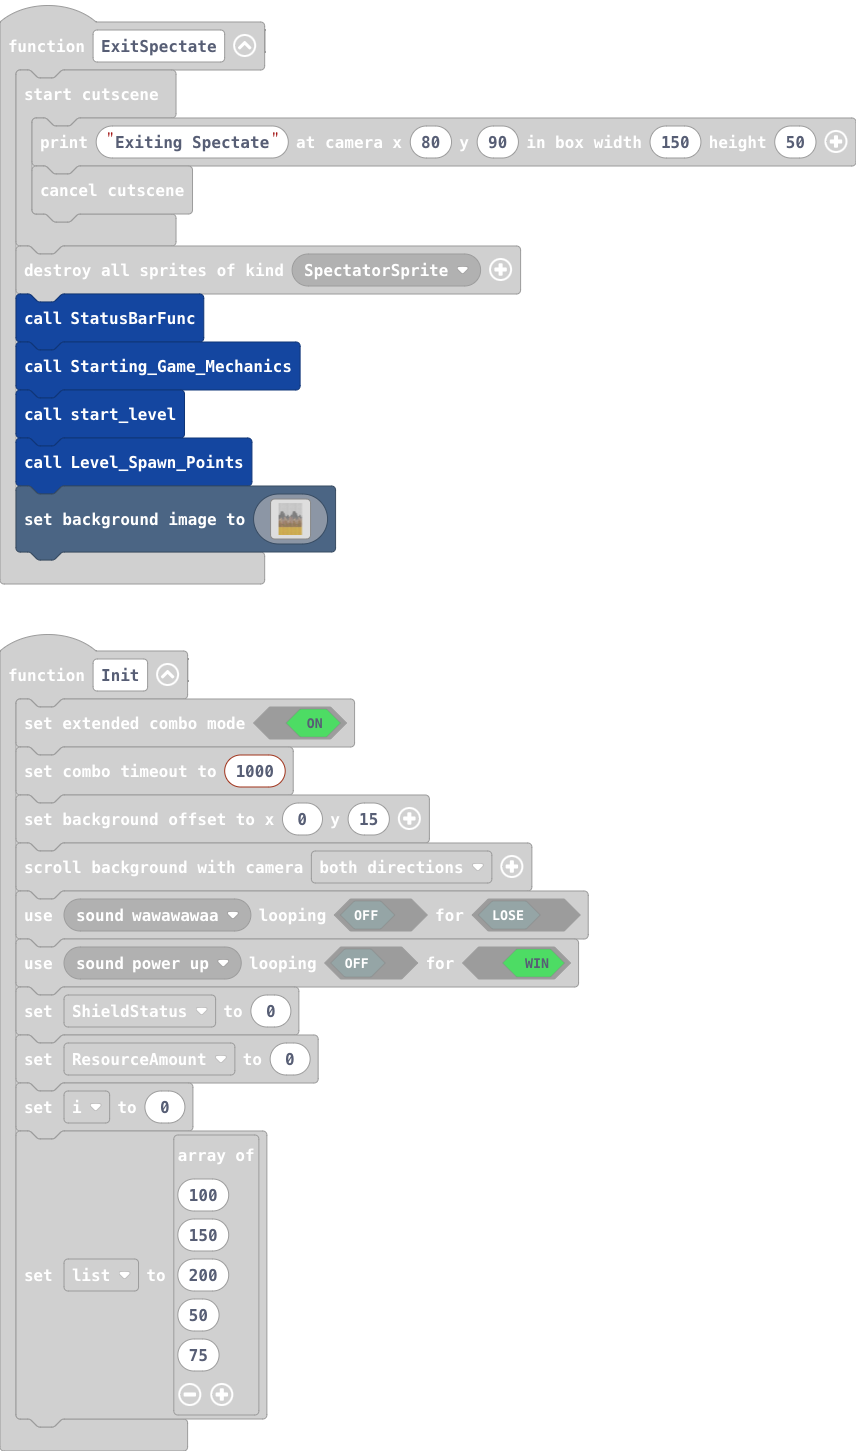 function ExitSpectate
start cutscene
print "Exiting Spectate" at camera x 80 y 90 in box width 150 height 50
cancel cutscene
destroy all sprites of kind SpectatorSprite
call StatusBarFunc
call Starting_Game_Mechanics
call start_level
call Level_Spawn_Points
set background image to
function Init
set extended combo mode ON
set combo timeout to 1000
set background offset to x 0 y 15
scroll background with camera both directions
use sound wawawawaa looping OFF for LOSE
use sound power up looping OFF for WIN
set ShieldStatus to 0
set ResourceAmount to 0
set i to 0
array of
100
150
set list to 200
50
75